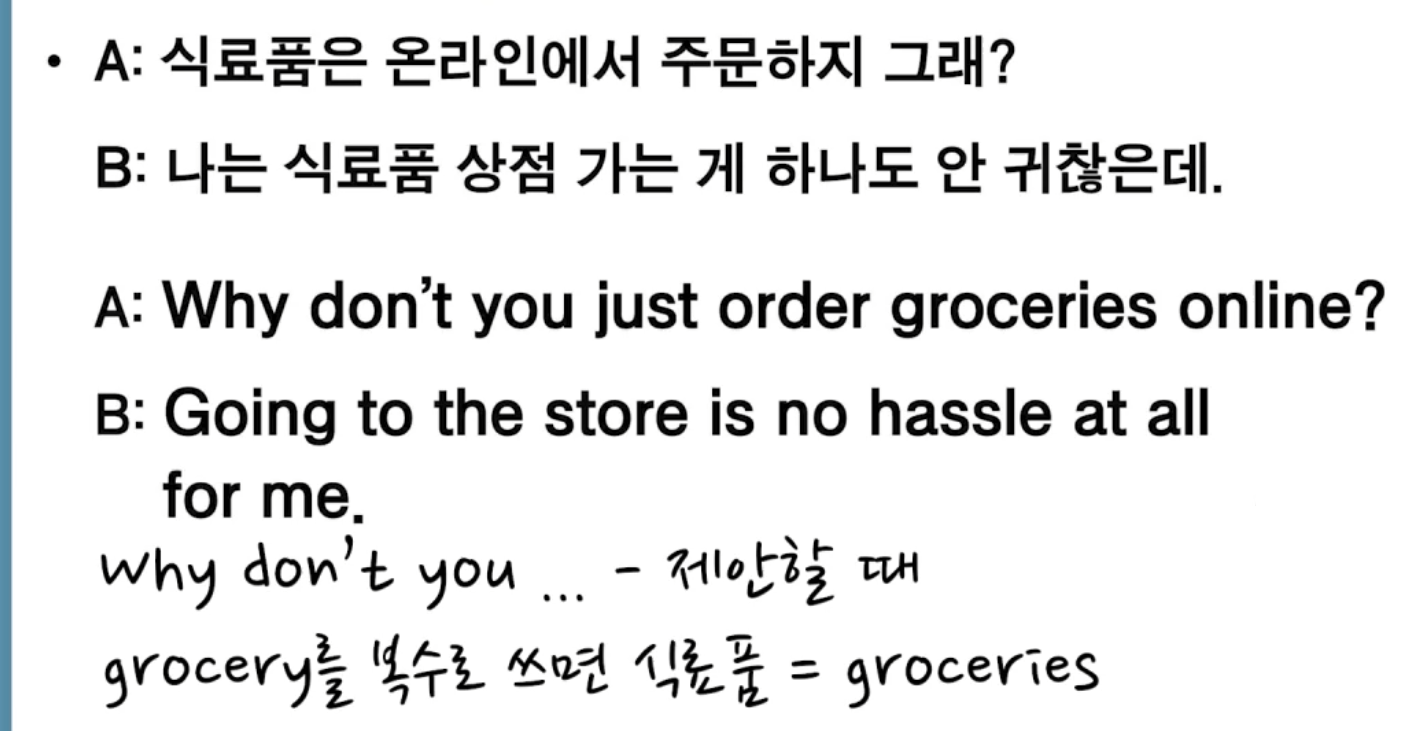 • A: 식료품은 온라인에서 주문하지 그래?
B: 나는 식료품 상점 가는 게 하나도 안 귀찮은데.
A: Why don't you just order groceries online?
B: Going to the store is no hassle at all
for me.
Why don't you ... - 제안할 때
grocery를 복수로 쓰면 식료품 = groceries